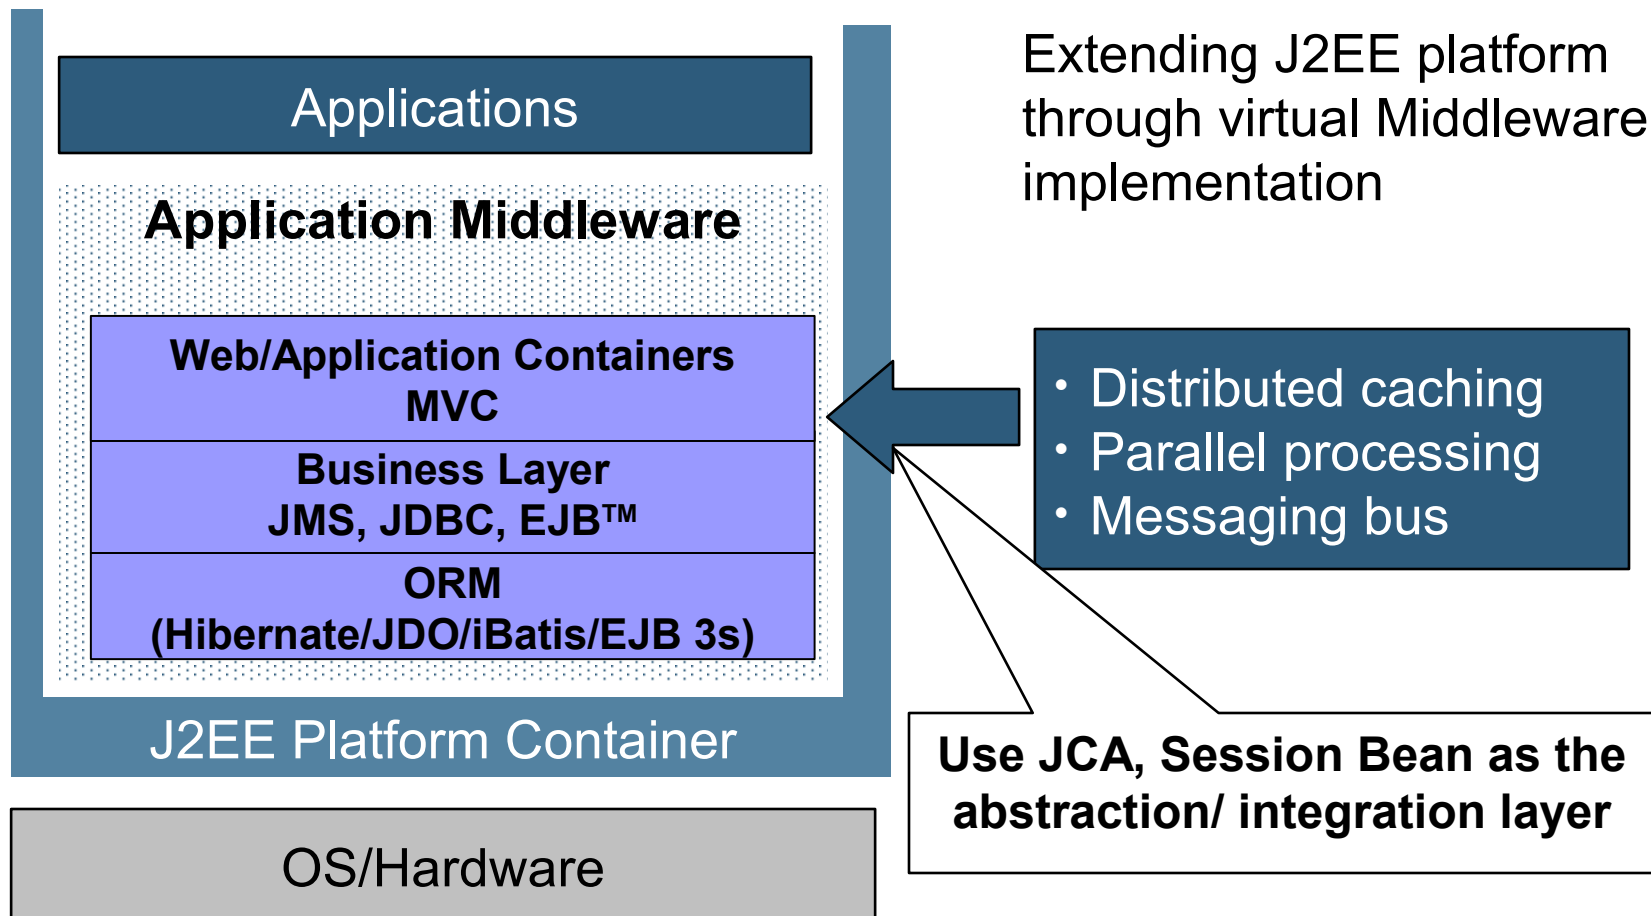 Extending J2EE platform
through virtual Middleware
implementation
Applications
Application Middleware
Web/Application Containers
MVC
Business Layer
JMS, JDBC, EJB™
ORM
(Hibernate/JDO/iBatis/EJB 3s)
J2EE Platform Container
OS/Hardware
• Distributed caching
• Parallel processing
• Messaging bus
Use JCA, Session Bean as the
abstraction/ integration layer